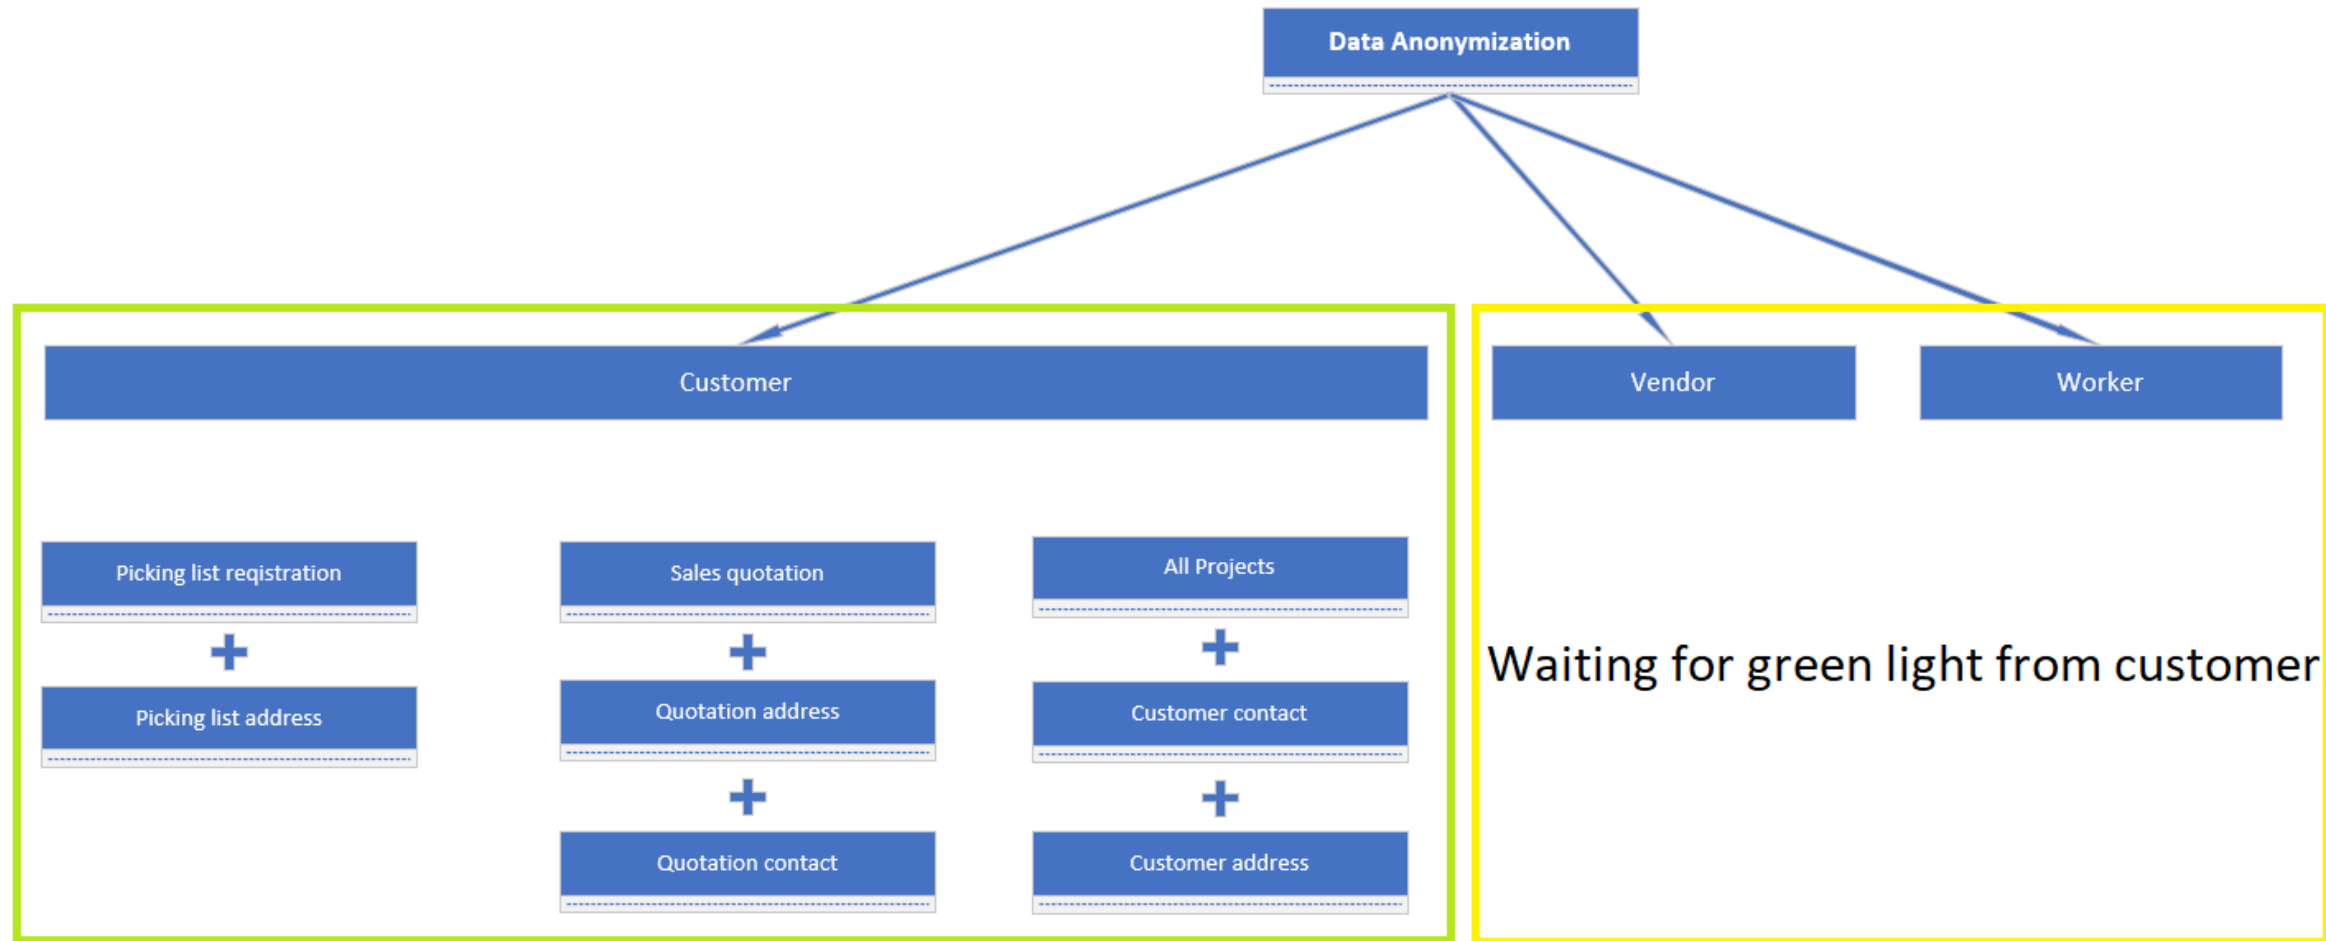 Data Anonymization
Customer
Vendor
Worker
Picking list reqistration
Sales quotation
All Projects
Picking list address
Quotation address
Customer contact
Waiting for green light from customer
Quotation contact
Customer address